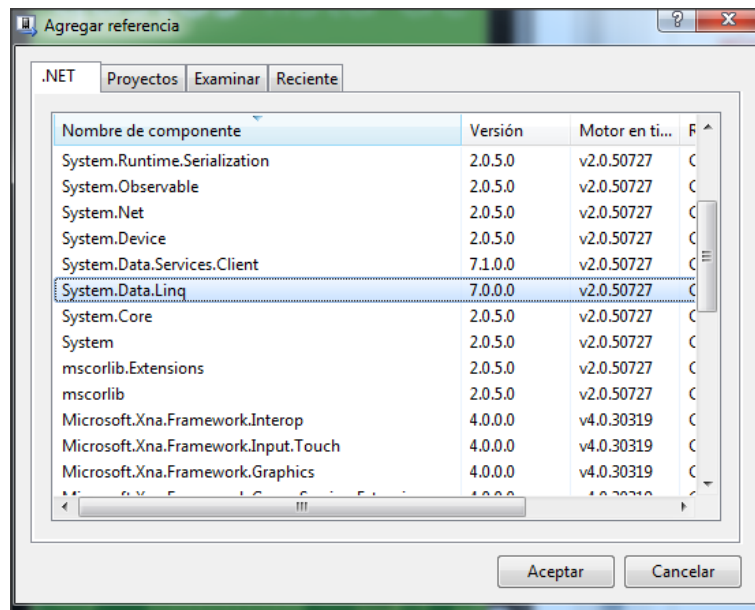 Agregar referencia
.NET Proyectos Examinar Reciente
Nombre de componente Versión Motor en ti...
System.Runtime.Serialization 2.0.5.0 v2.0.50727
System.Observable 2.0.5.0 v2.0.50727
System.Net 2.0.5.0 v2.0.50727
System.Device 2.0.5.0 v2.0.50727
System.Data.Services.Client 7.1.0.0 v2.0.50727
System.Data.Linq 7.0.0.0 v2.0.50727
System.Core 2.0.5.0 v2.0.50727
System 2.0.5.0 v2.0.50727
mscorlib.Extensions 2.0.5.0 v2.0.50727
mscorlib 2.0.5.0 v2.0.50727
Microsoft.Xna.Framework.Interop 4.0.0.0 v4.0.30319
Microsoft.Xna.Framework.Input.Touch 4.0.0.0 v4.0.30319
Microsoft.Xna.Framework.Graphics 4.0.0.0 v4.0.30319
Aceptar Cancelar